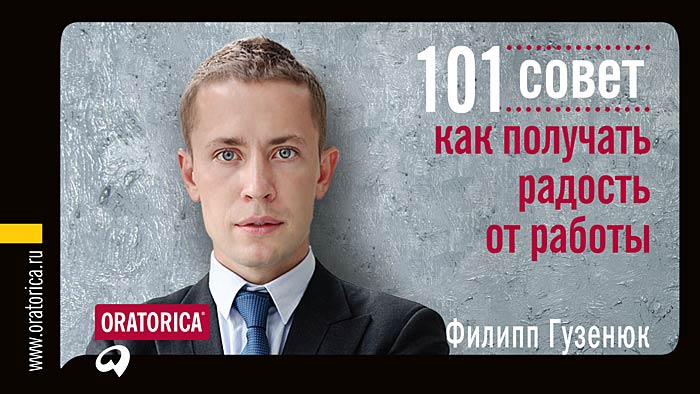 101 совет
как получать
радость
от работы
www.oratorica.ru
ORATORICA®
Филипп Гузенюк